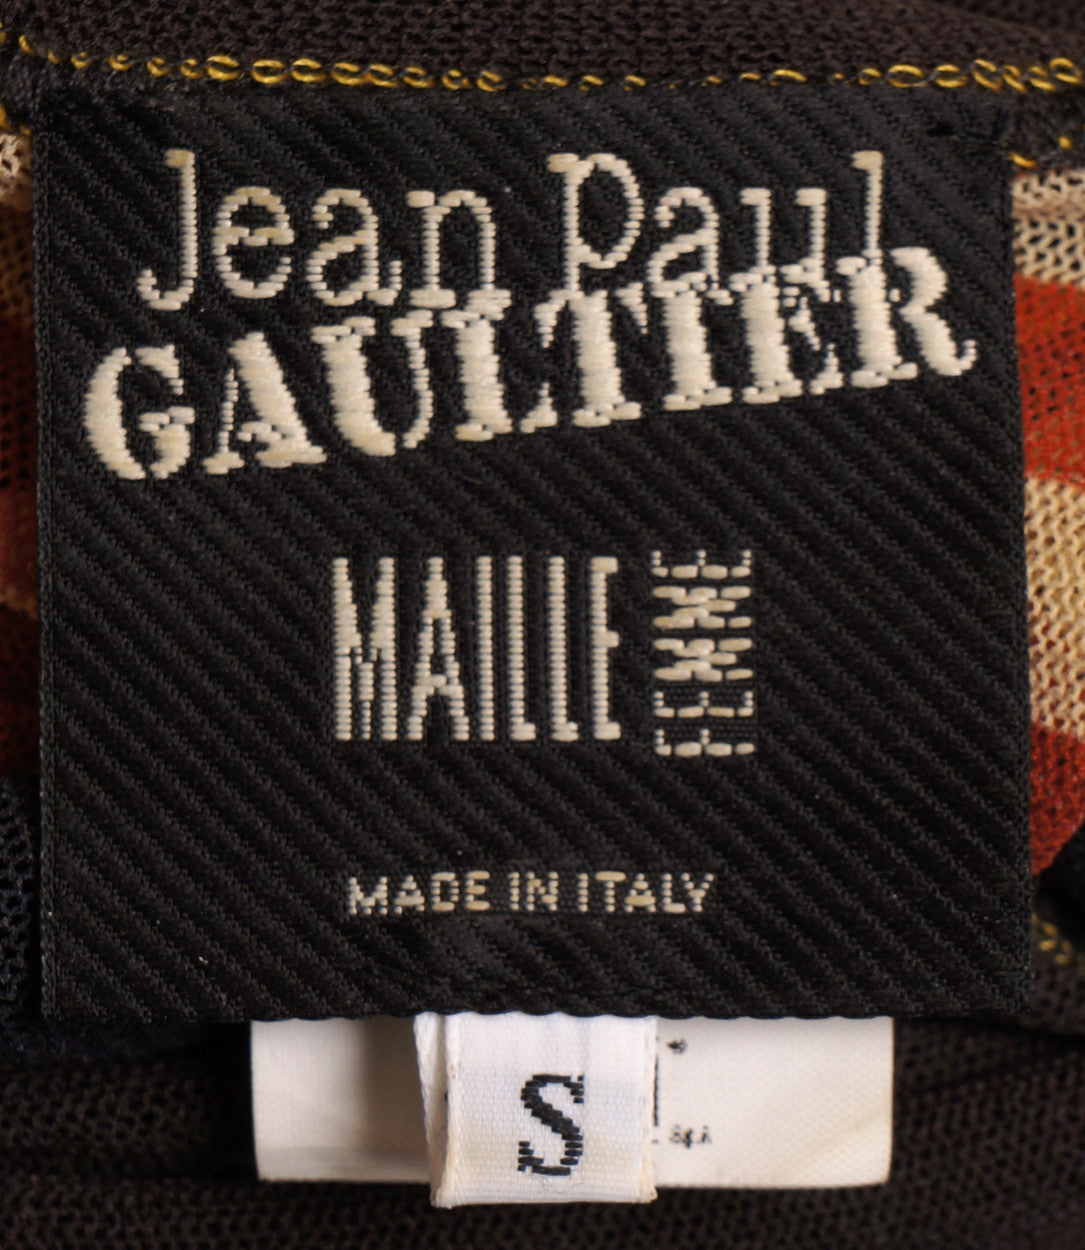 Jean Paul
GAULTIER
MAILLE FEMME
MADE IN ITALY
S